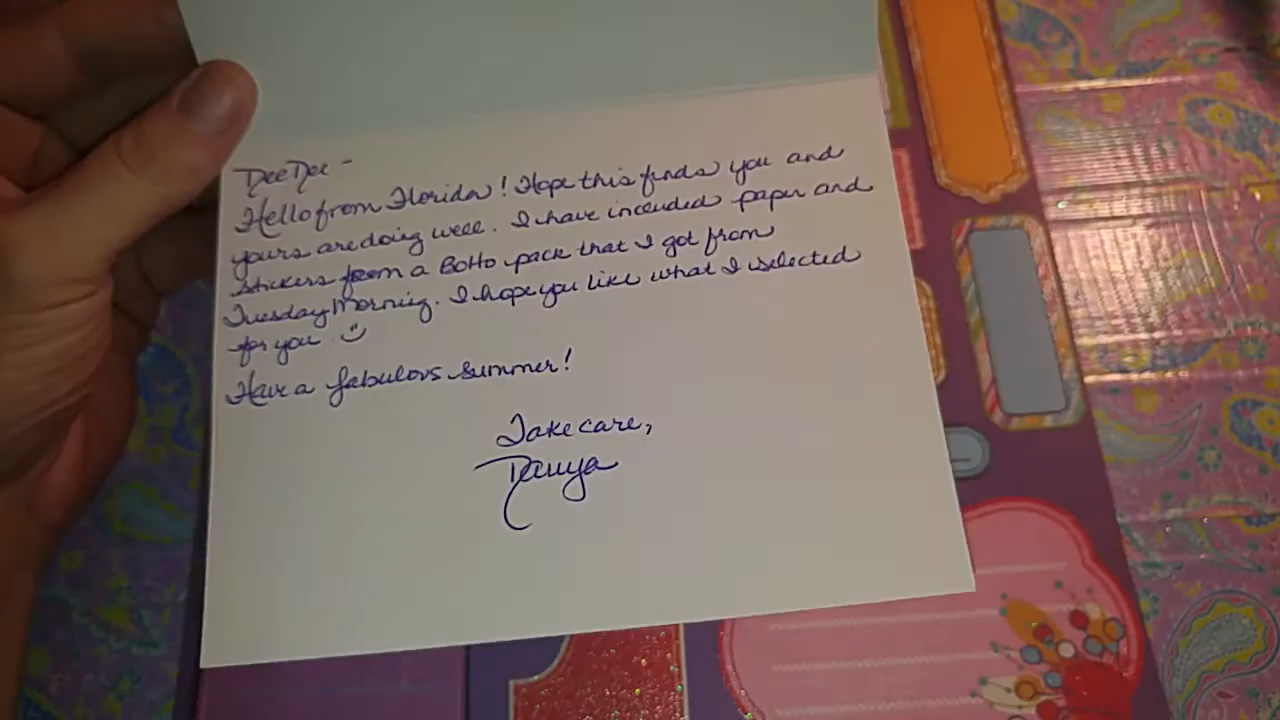 DeeDee -
Hello from Florida! Hope this finds you and
yours are doing well. I have included paper and
stickers from a BoHo pack that I got from
Tuesday Morning. I hope you like what I selected
for you.
Have a fabulous summer!
Take care,
Tanya